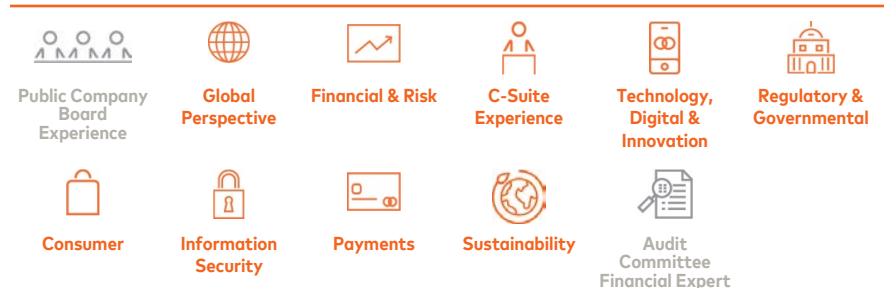 Public Company
Board
Experience
Global
Perspective
Financial & Risk
C-Suite
Experience
Technology,
Digital &
Innovation
Regulatory &
Governmental
Consumer
Information
Security
Payments
Sustainability
Audit
Committee
Financial Expert